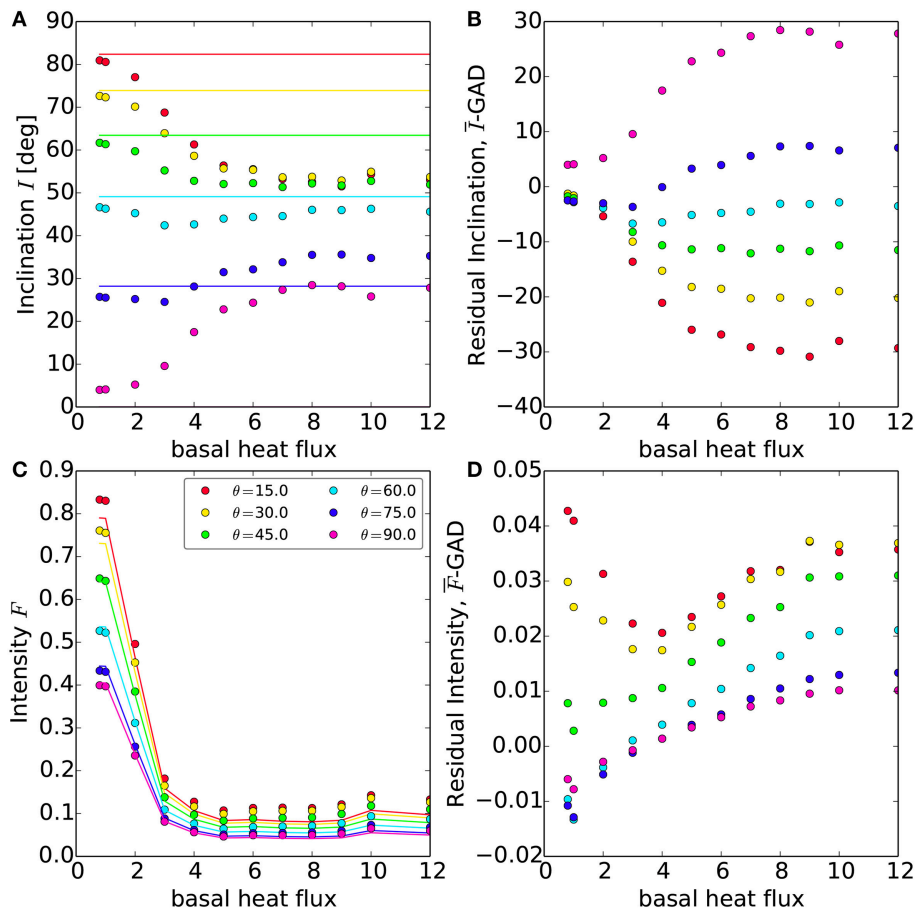 A
Inclination I [deg]
90
80
70
60
50
40
30
20
10
0
0 2 4 6 8 10 12
basal heat flux
B
Residual Inclination, I̅-GAD
30
20
10
0
−10
−20
−30
−40
0 2 4 6 8 10 12
basal heat flux
C
Intensity F
0.9
0.8
0.7
0.6
0.5
0.4
0.3
0.2
0.1
0.0
θ=15.0 θ=60.0
θ=30.0 θ=75.0
θ=45.0 θ=90.0
0 2 4 6 8 10 12
basal heat flux
D
Residual Intensity, F̅-GAD
0.05
0.04
0.03
0.02
0.01
0.00
−0.01
−0.02
0 2 4 6 8 10 12
basal heat flux